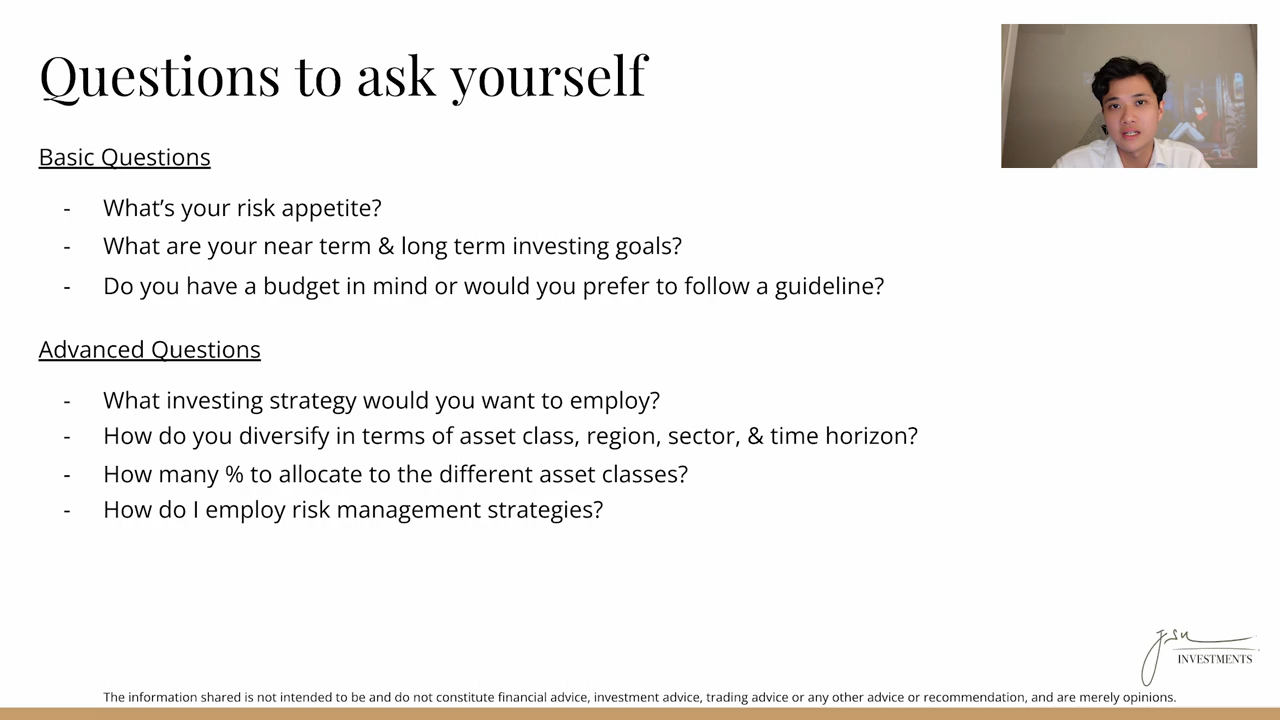 Questions to ask yourself
Basic Questions
- What’s your risk appetite?
- What are your near term & long term investing goals?
- Do you have a budget in mind or would you prefer to follow a guideline?
Advanced Questions
- What investing strategy would you want to employ?
- How do you diversify in terms of asset class, region, sector, & time horizon?
- How many % to allocate to the different asset classes?
- How do I employ risk management strategies?
INVESTMENTS
The information shared is not intended to be and do not constitute financial advice, investment advice, trading advice or any other advice or recommendation, and are merely opinions.